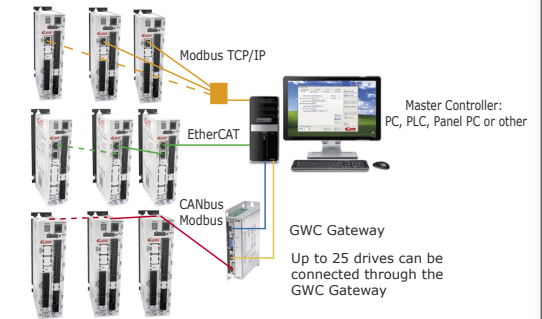 Modbus TCP/IP
Master Controller:
PC, PLC, Panel PC or other
EtherCAT
CANbus
Modbus
GWC Gateway
Up to 25 drives can be
connected through the
GWC Gateway